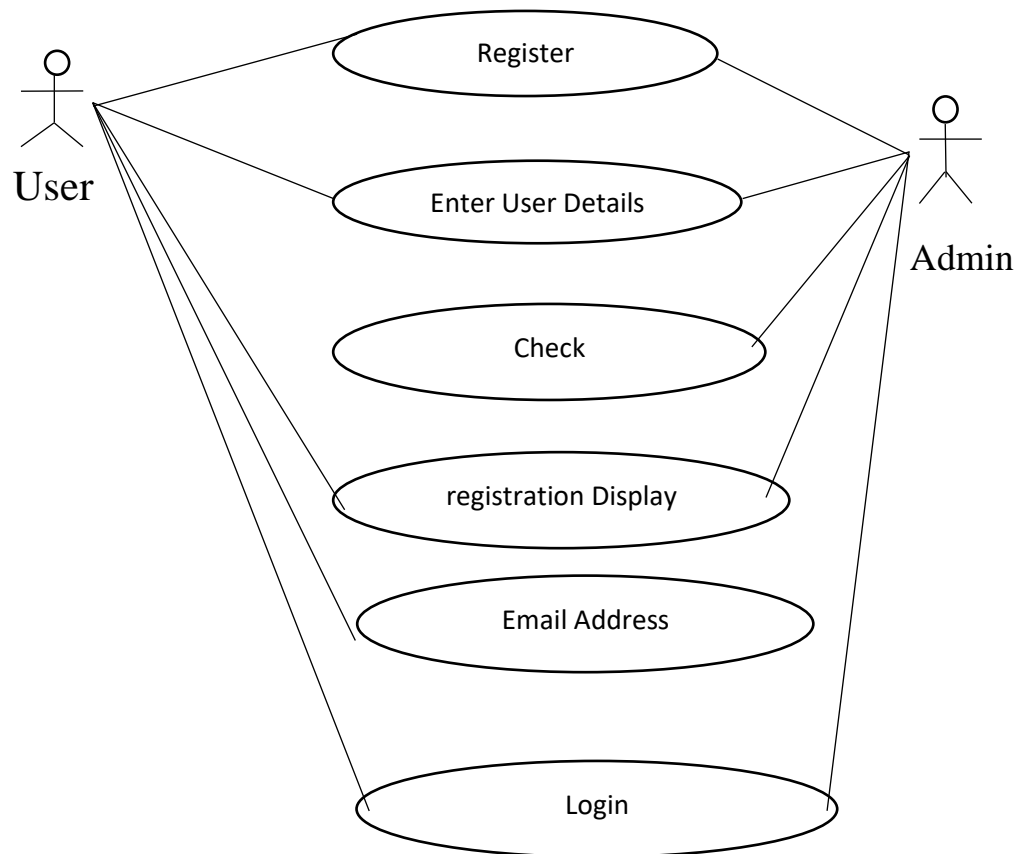 Register
User
Enter User Details
Admin
Check
registration Display
Email Address
Login